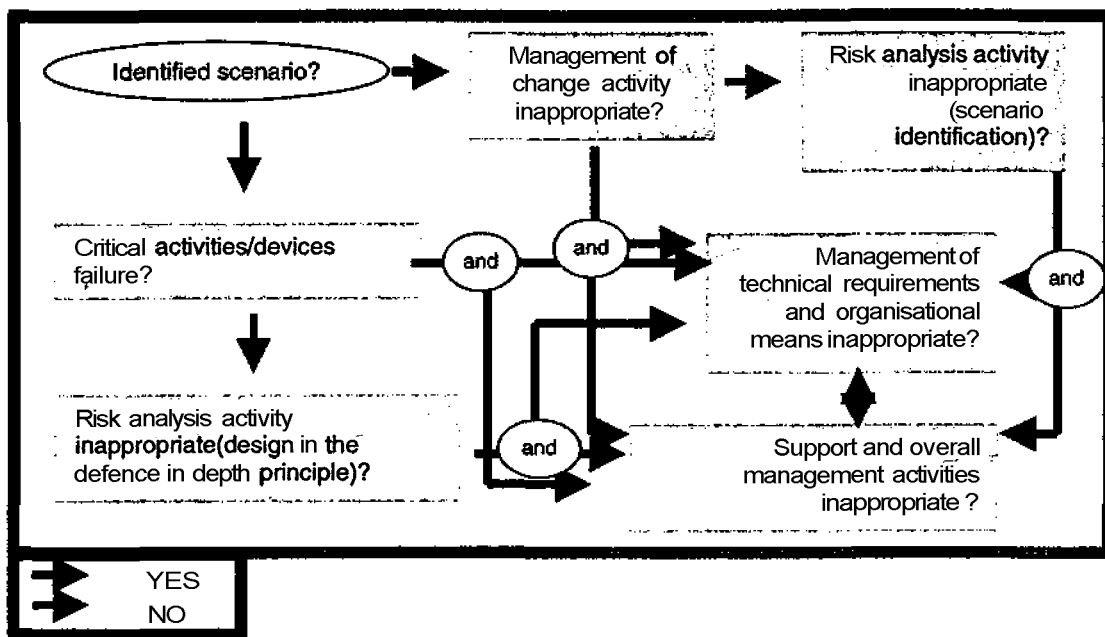 Identified scenario?
Management of
change activity
inappropriate?
Risk analysis activity
inappropriate
(scenario
identification)?
Critical activities/devices
failure?
and
and
Management of
technical requirements
and organisational
means inappropriate?
and
Risk analysis activity
inappropriate(design in the
defence in depth principle)?
and
Support and overall
management activities
inappropriate ?
YES
NO